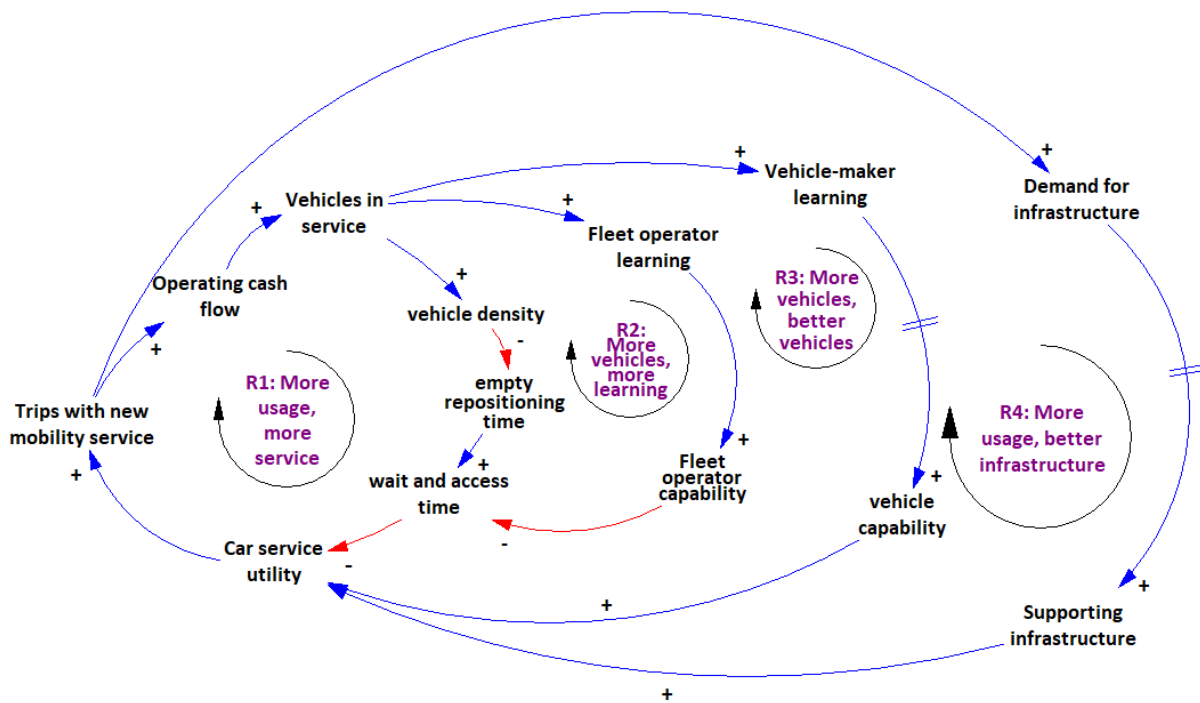 Demand for
infrastructure
Vehicle-maker
learning
Vehicles in
service
Fleet operator
learning
Operating cash
flow
vehicle density
R3: More
vehicles,
better
vehicles
R2:
More
vehicles,
more
learning
empty
repositioning
time
R1: More
usage,
more
service
Trips with new
mobility service
R4: More
usage, better
infrastructure
wait and access
time
Fleet
operator
capability
vehicle
capability
Car service
utility
Supporting
infrastructure
+
+
+
+
+
+
-
+
+
+
+
-
-
+
+
+